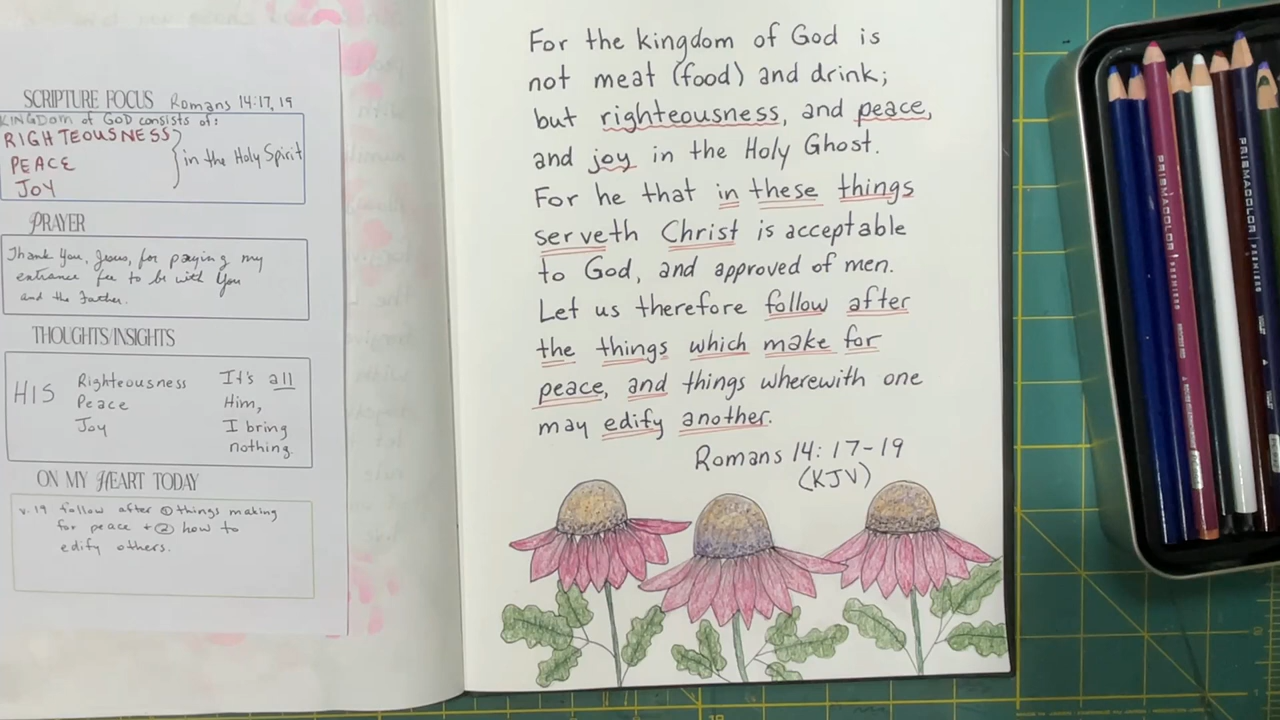 SCRIPTURE FOCUS Romans 14:17, 19
KINGDOM of GOD consists of:
RIGHTEOUSNESS
PEACE
JOY
} in the Holy Spirit
PRAYER
Thank You, Jesus, for paying my
entrance fee to be with You
and the Father.
THOUGHTS/INSIGHTS
HIS
Righteousness
Peace
Joy
It's all
Him,
I bring
nothing.
ON MY HEART TODAY
v. 19 follow after ① things making
for peace + ② how to
edify others.
For the kingdom of God is
not meat (food) and drink;
but righteousness, and peace,
and joy in the Holy Ghost.
For he that in these things
serveth Christ is acceptable
to God, and approved of men.
Let us therefore follow after
the things which make for
peace, and things wherewith one
may edify another.
Romans 14: 17-19
(KJV)
PRISMACOLOR PREMIER
PRISMACOLOR PREMIER